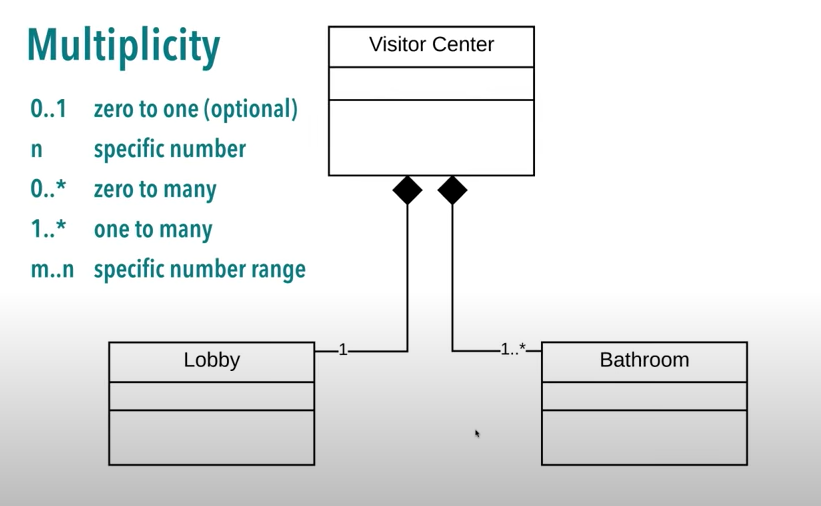 Multiplicity
0..1 zero to one (optional)
n specific number
0..* zero to many
1..* one to many
m..n specific number range
Visitor Center
1
1..*
Lobby
Bathroom